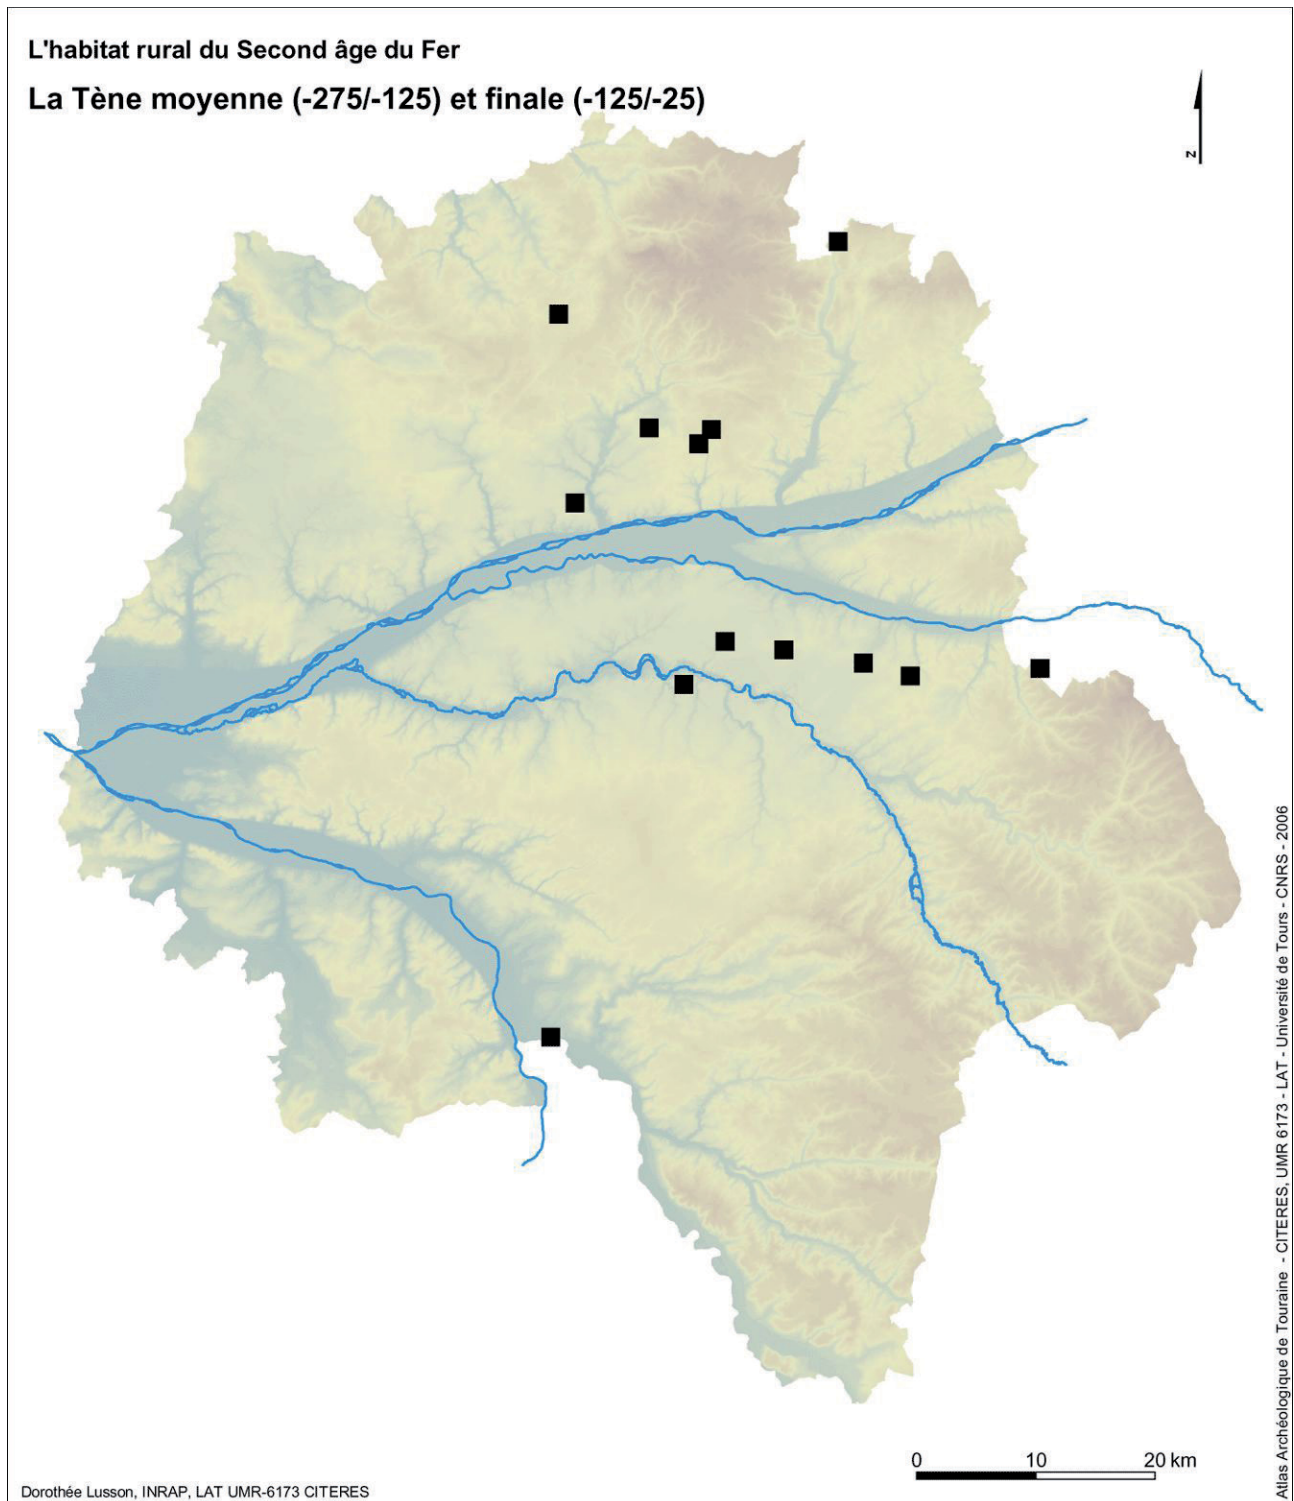 L'habitat rural du Second âge du Fer
La Tène moyenne (-275/-125) et finale (-125/-25)
N
Atlas Archéologique de Touraine - CITERES, UMR 6173 - LAT - Université de Tours - CNRS - 2006
0 10 20 km
Dorothée Lusson, INRAP, LAT UMR-6173 CITERES